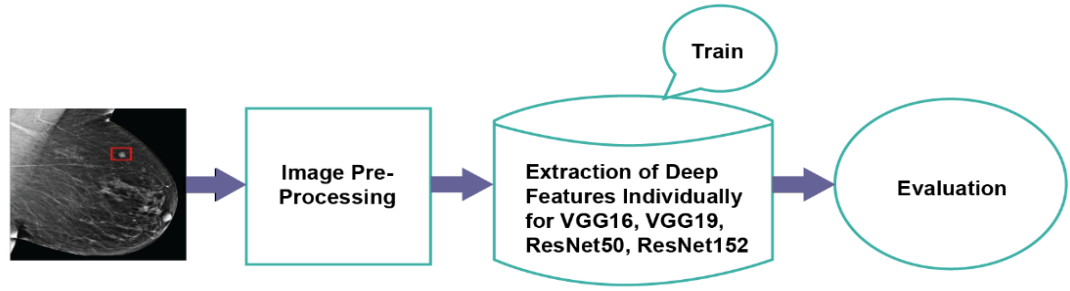 Train
Image Pre-
Processing
Extraction of Deep
Features Individually
for VGG16, VGG19,
ResNet50, ResNet152
Evaluation